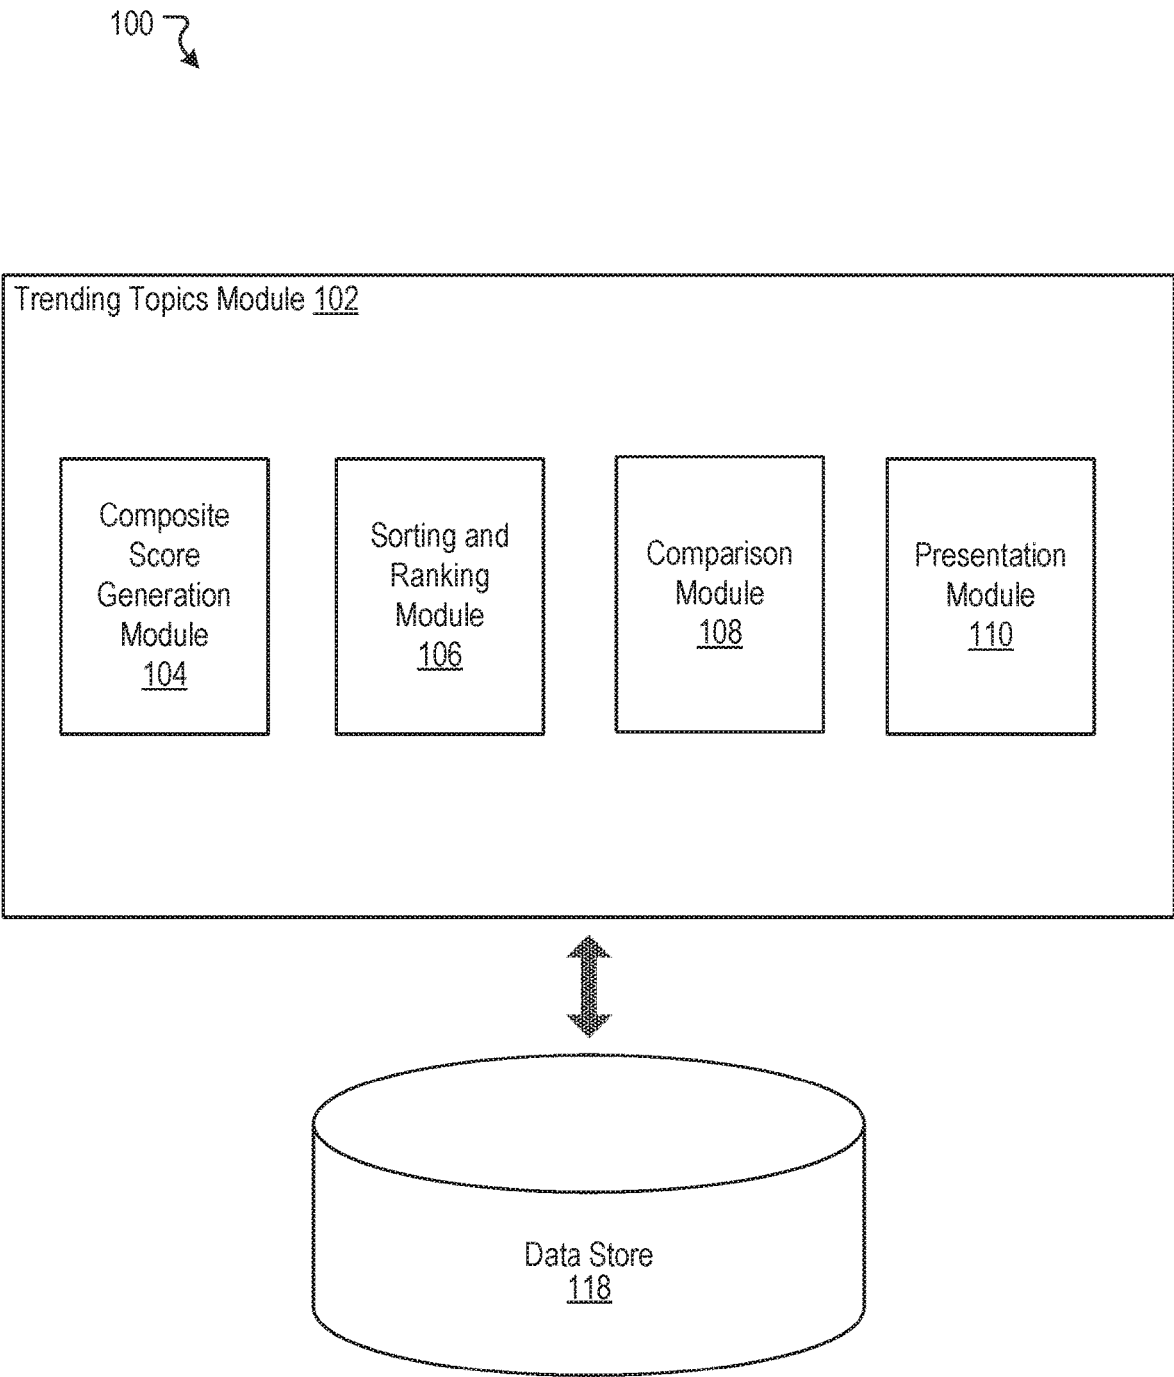 100
Trending Topics Module 102
Composite
Score
Generation
Module
104
Sorting and
Ranking
Module
106
Comparison
Module
108
Presentation
Module
110
Data Store
118